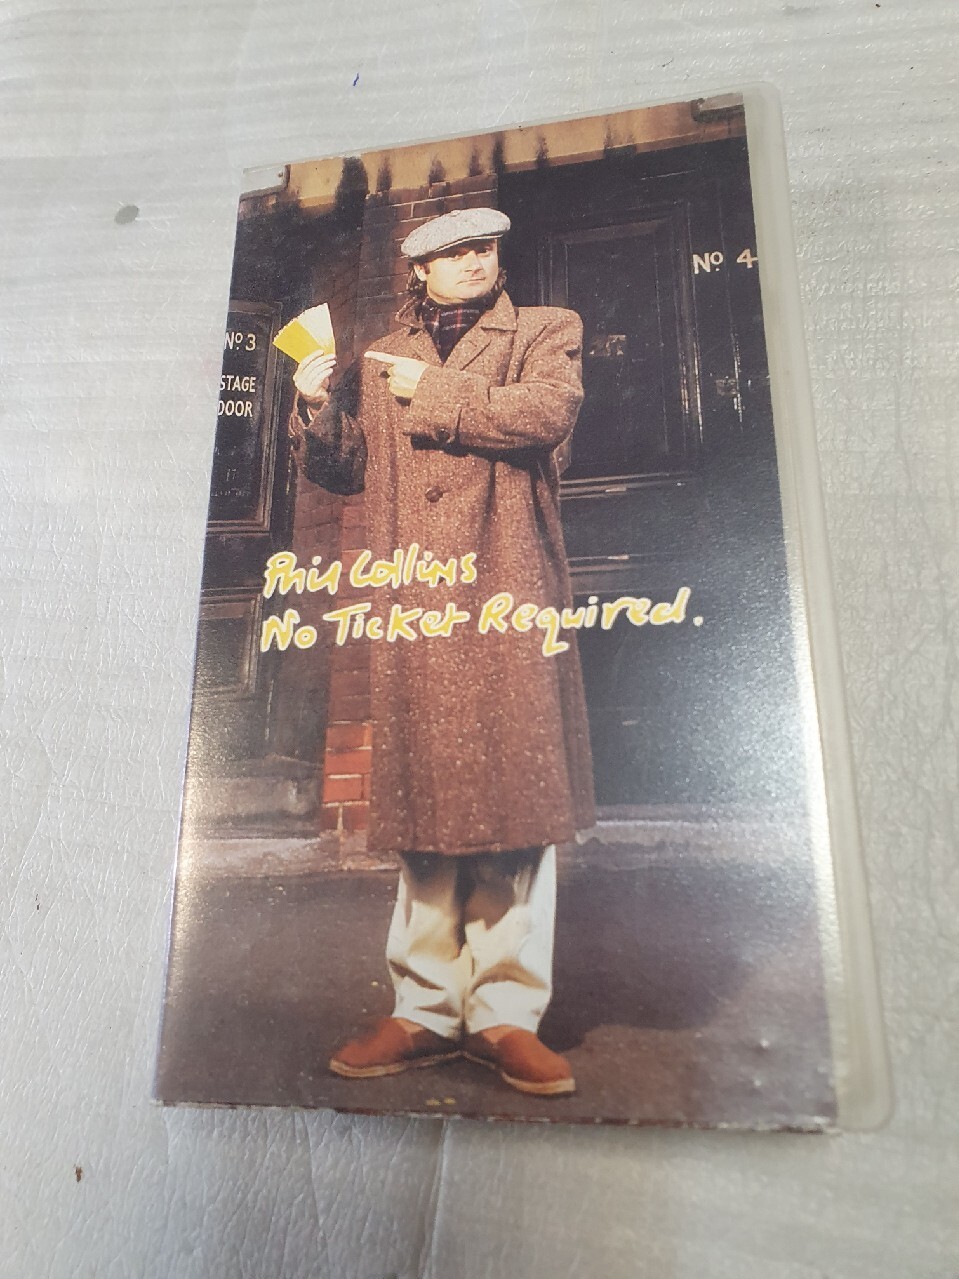 No 4
No 3
STAGE
DOOR
Phil Collins
No Ticket Required.